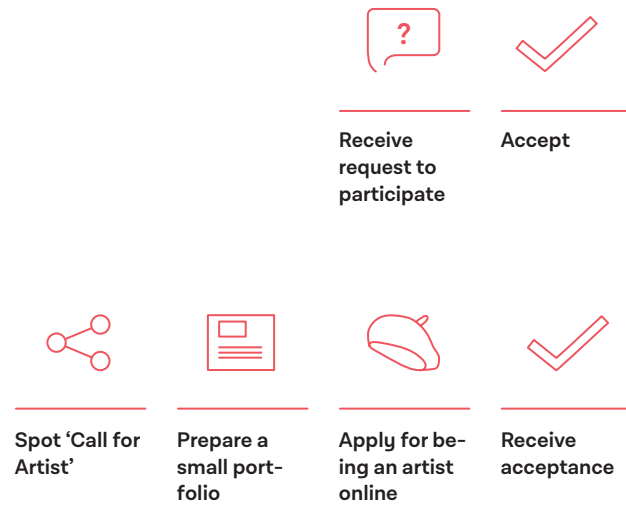 ?
Receive
request to
participate
Accept
Spot ‘Call for
Artist’
Prepare a
small port-
folio
Apply for be-
ing an artist
online
Receive
acceptance